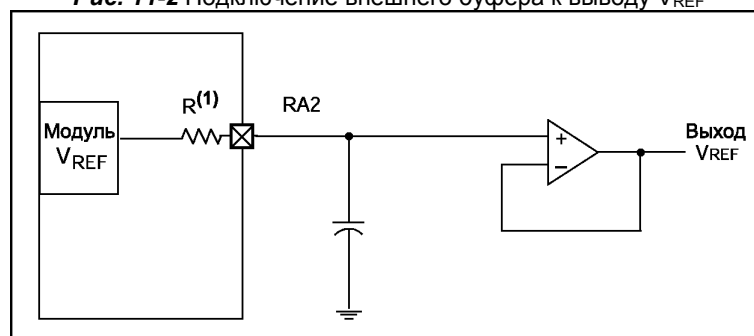 Рис. 11-2 Подключение внешнего буфера к выводу VREF
R(1)
RA2
Модуль
VREF
+
−
Выход
VREF